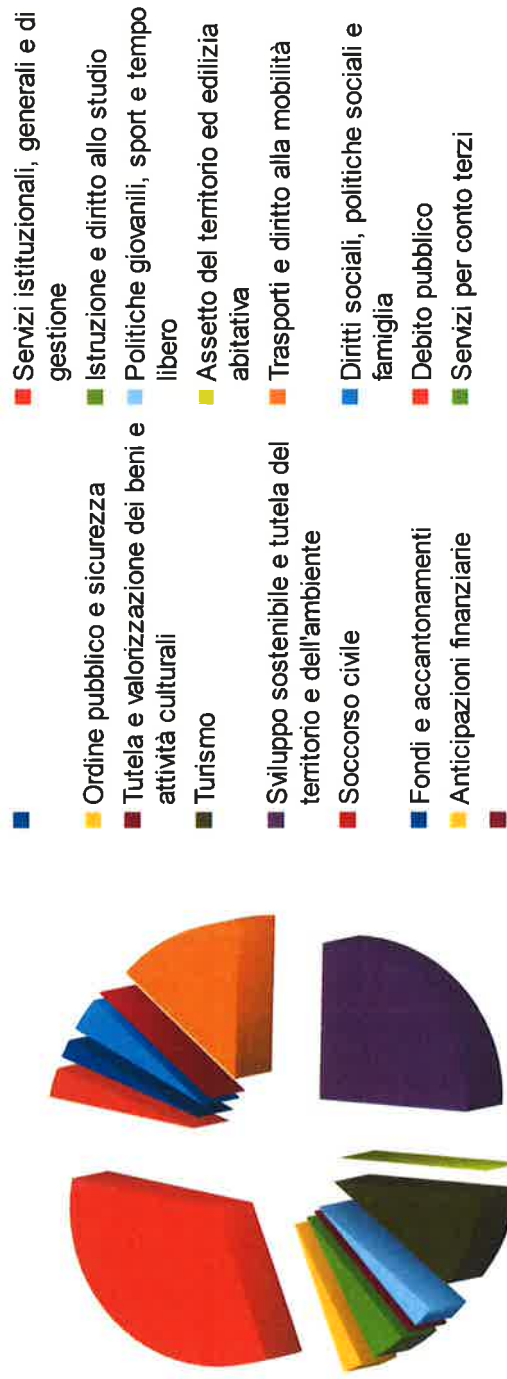 Ordine pubblico e sicurezza
Tutela e valorizzazione dei beni e
attività culturali
Turismo
Sviluppo sostenibile e tutela del
territorio e dell'ambiente
Soccorso civile
Fondi e accantonamenti
Anticipazioni finanziarie
Servizi istituzionali, generali e di
gestione
Istruzione e diritto allo studio
Politiche giovanili, sport e tempo
libero
Assetto del territorio ed edilizia
abitativa
Trasporti e diritto alla mobilità
Diritti sociali, politiche sociali e
famiglia
Debito pubblico
Servizi per conto terzi